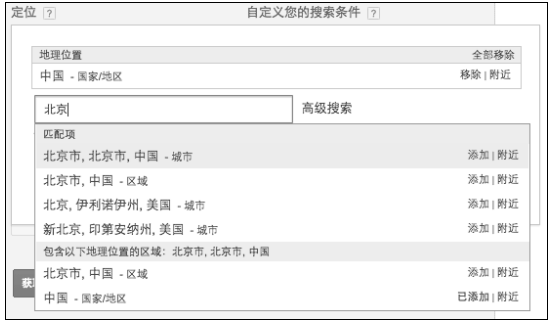 定位 ? 自定义您的搜索条件 ?
地理位置 全部移除
中国 - 国家/地区 移除 | 附近
北京 高级搜索
匹配项
北京市, 北京市, 中国 - 城市 添加 | 附近
北京市, 中国 - 区域 添加 | 附近
北京, 伊利诺伊州, 美国 - 城市 添加 | 附近
新北京, 印第安纳州, 美国 - 城市 添加 | 附近
包含以下地理位置的区域: 北京市, 北京市, 中国
北京市, 中国 - 区域 添加 | 附近
中国 - 国家/地区 已添加 | 附近